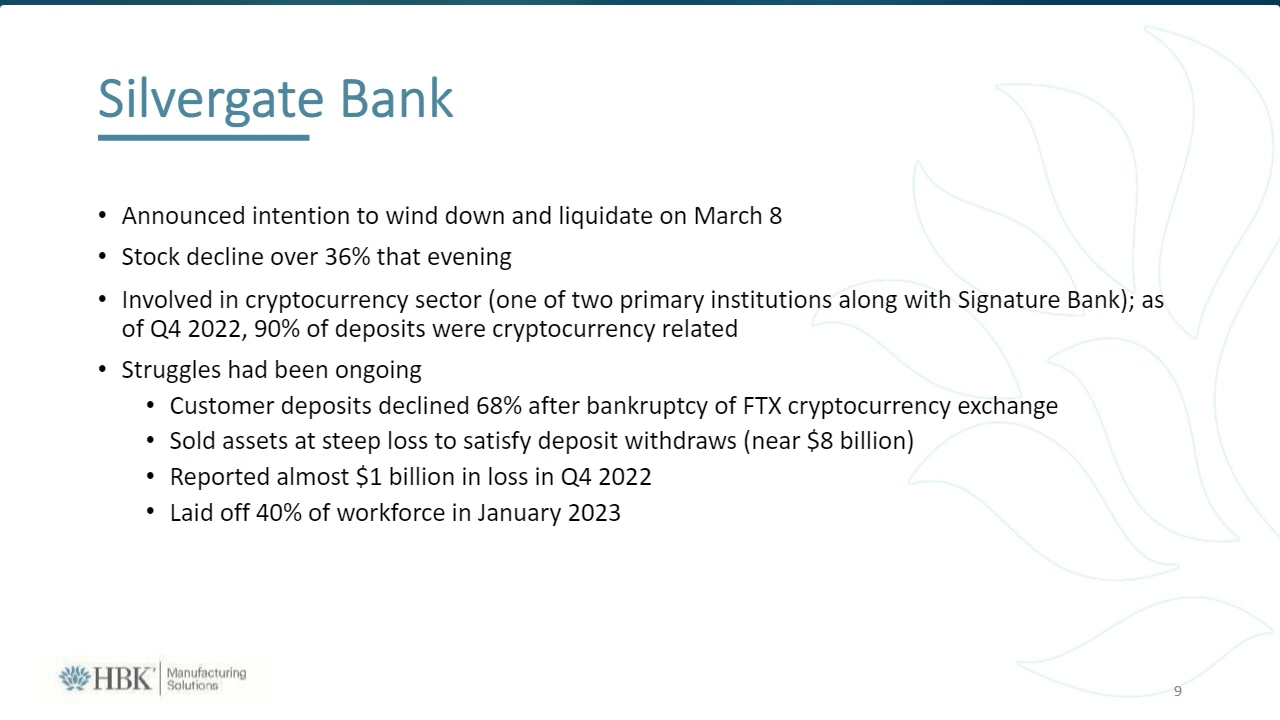 Silvergate Bank
• Announced intention to wind down and liquidate on March 8
• Stock decline over 36% that evening
• Involved in cryptocurrency sector (one of two primary institutions along with Signature Bank); as
of Q4 2022, 90% of deposits were cryptocurrency related
• Struggles had been ongoing
• Customer deposits declined 68% after bankruptcy of FTX cryptocurrency exchange
• Sold assets at steep loss to satisfy deposit withdraws (near $8 billion)
• Reported almost $1 billion in loss in Q4 2022
• Laid off 40% of workforce in January 2023
HBK Manufacturing
Solutions
9